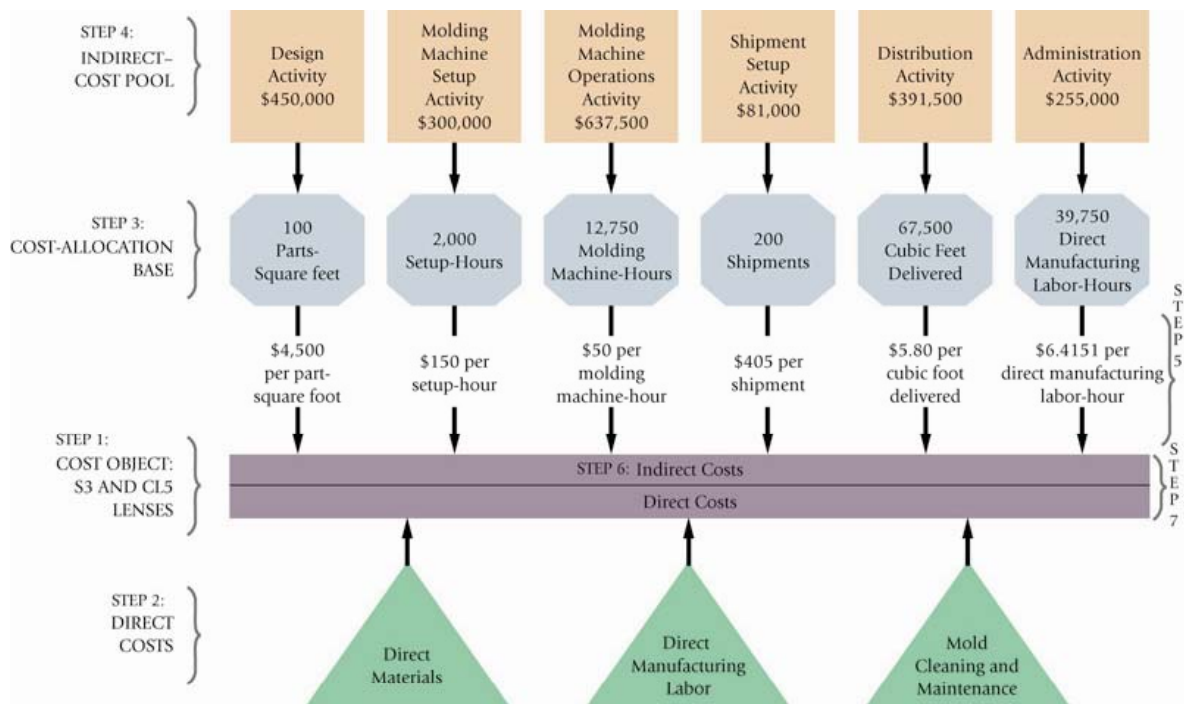 STEP 4:
INDIRECT–
COST POOL
Design
Activity
$450,000
Molding
Machine
Setup
Activity
$300,000
Molding
Machine
Operations
Activity
$637,500
Shipment
Setup
Activity
$81,000
Distribution
Activity
$391,500
Administration
Activity
$255,000
STEP 3:
COST-ALLOCATION
BASE
100
Parts-
Square feet
2,000
Setup-Hours
12,750
Molding
Machine-Hours
200
Shipments
67,500
Cubic Feet
Delivered
39,750
Direct
Manufacturing
Labor-Hours
$4,500
per part-
square foot
$150 per
setup-hour
$50 per
molding
machine-hour
$405 per
shipment
$5.80 per
cubic foot
delivered
$6.4151 per
direct manufacturing
labor-hour
STEP 5
STEP 1:
COST OBJECT:
S3 AND CL5
LENSES
STEP 6: Indirect Costs
Direct Costs
STEP 7
STEP 2:
DIRECT
COSTS
Direct
Materials
Direct
Manufacturing
Labor
Mold
Cleaning and
Maintenance